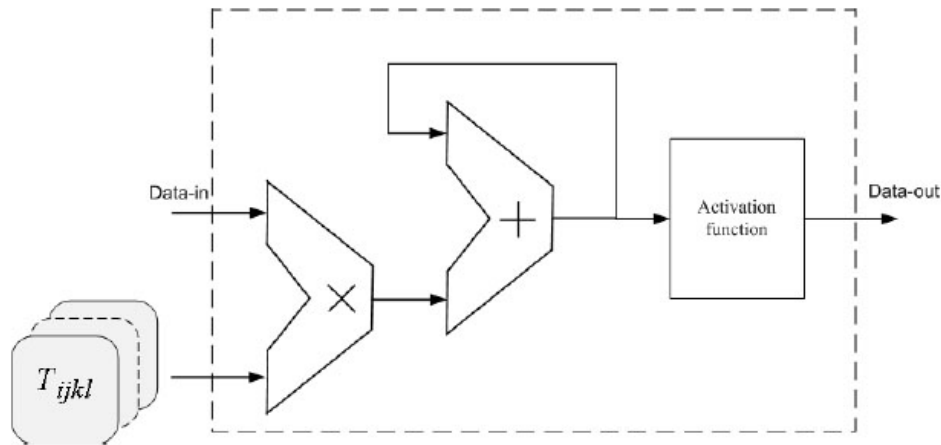 Data-in
×
+
Activation
function
Data-out
T_ijkl